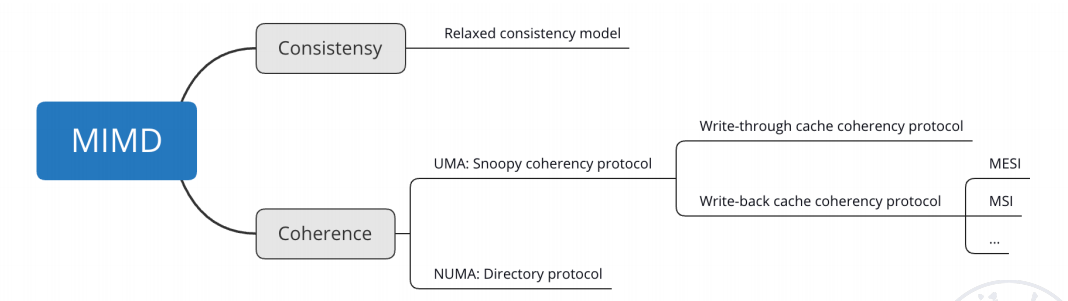 MIMD
Consistensy
Relaxed consistency model
Coherence
UMA: Snoopy coherency protocol
Write-through cache coherency protocol
Write-back cache coherency protocol
MESI
MSI
...
NUMA: Directory protocol